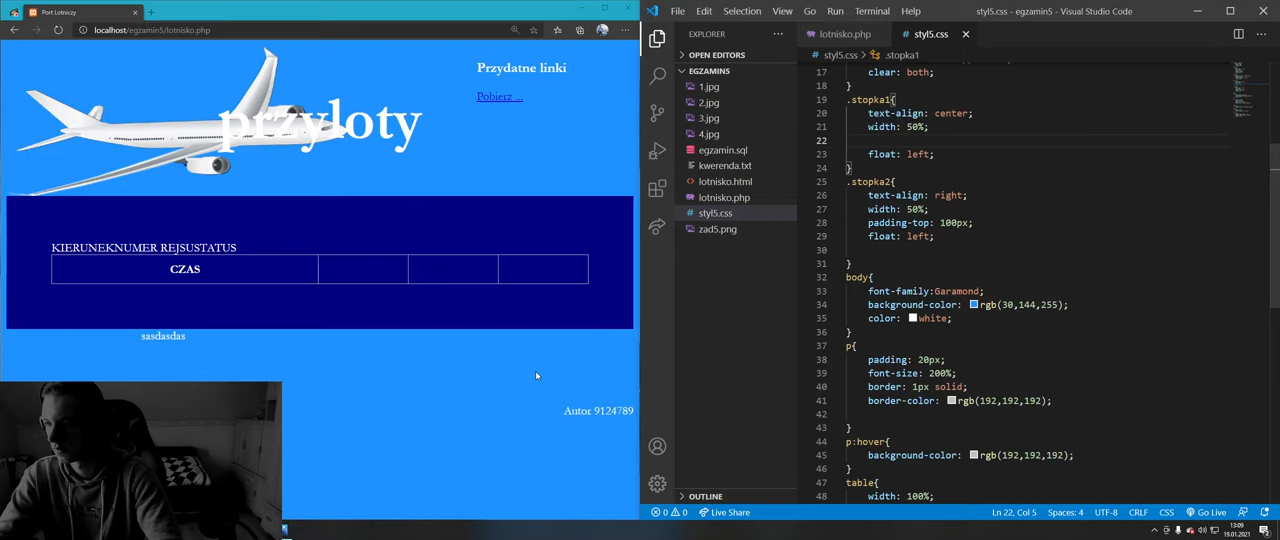 Port Lotniczy
localhost/egzamin5/lotnisko.php
Przydatne linki
Pobierz ...
przyloty
KIERUNEKNUMER REJSUSTATUS
CZAS
sasdasdas
Autor 9124789
File Edit Selection View Go Run Terminal Help
styl5.css - egzamin5 - Visual Studio Code
EXPLORER
OPEN EDITORS
EGZAMIN5
1.jpg
2.jpg
3.jpg
4.jpg
egzamin.sql
kwerenda.txt
lotnisko.html
lotnisko.php
styl5.css
zad5.png
OUTLINE
lotnisko.php
styl5.css
styl5.css > .stopka1
17 clear: both;
18 }
19 .stopka1{
20 text-align: center;
21 width: 50%;
22
23 float: left;
24 }
25 .stopka2{
26 text-align: right;
27 width: 50%;
28 padding-top: 100px;
29 float: left;
30
31 }
32 body{
33 font-family:Garamond;
34 background-color: rgb(30,144,255);
35 color: white;
36 }
37 p{
38 padding: 20px;
39 font-size: 200%;
40 border: 1px solid;
41 border-color: rgb(192,192,192);
42
43 }
44 p:hover{
45 background-color: rgb(192,192,192);
46 }
47 table{
48 width: 100%;
0 0 Live Share
Ln 22, Col 5 Spaces: 4 UTF-8 CRLF CSS Go Live
13:09
19.01.2021